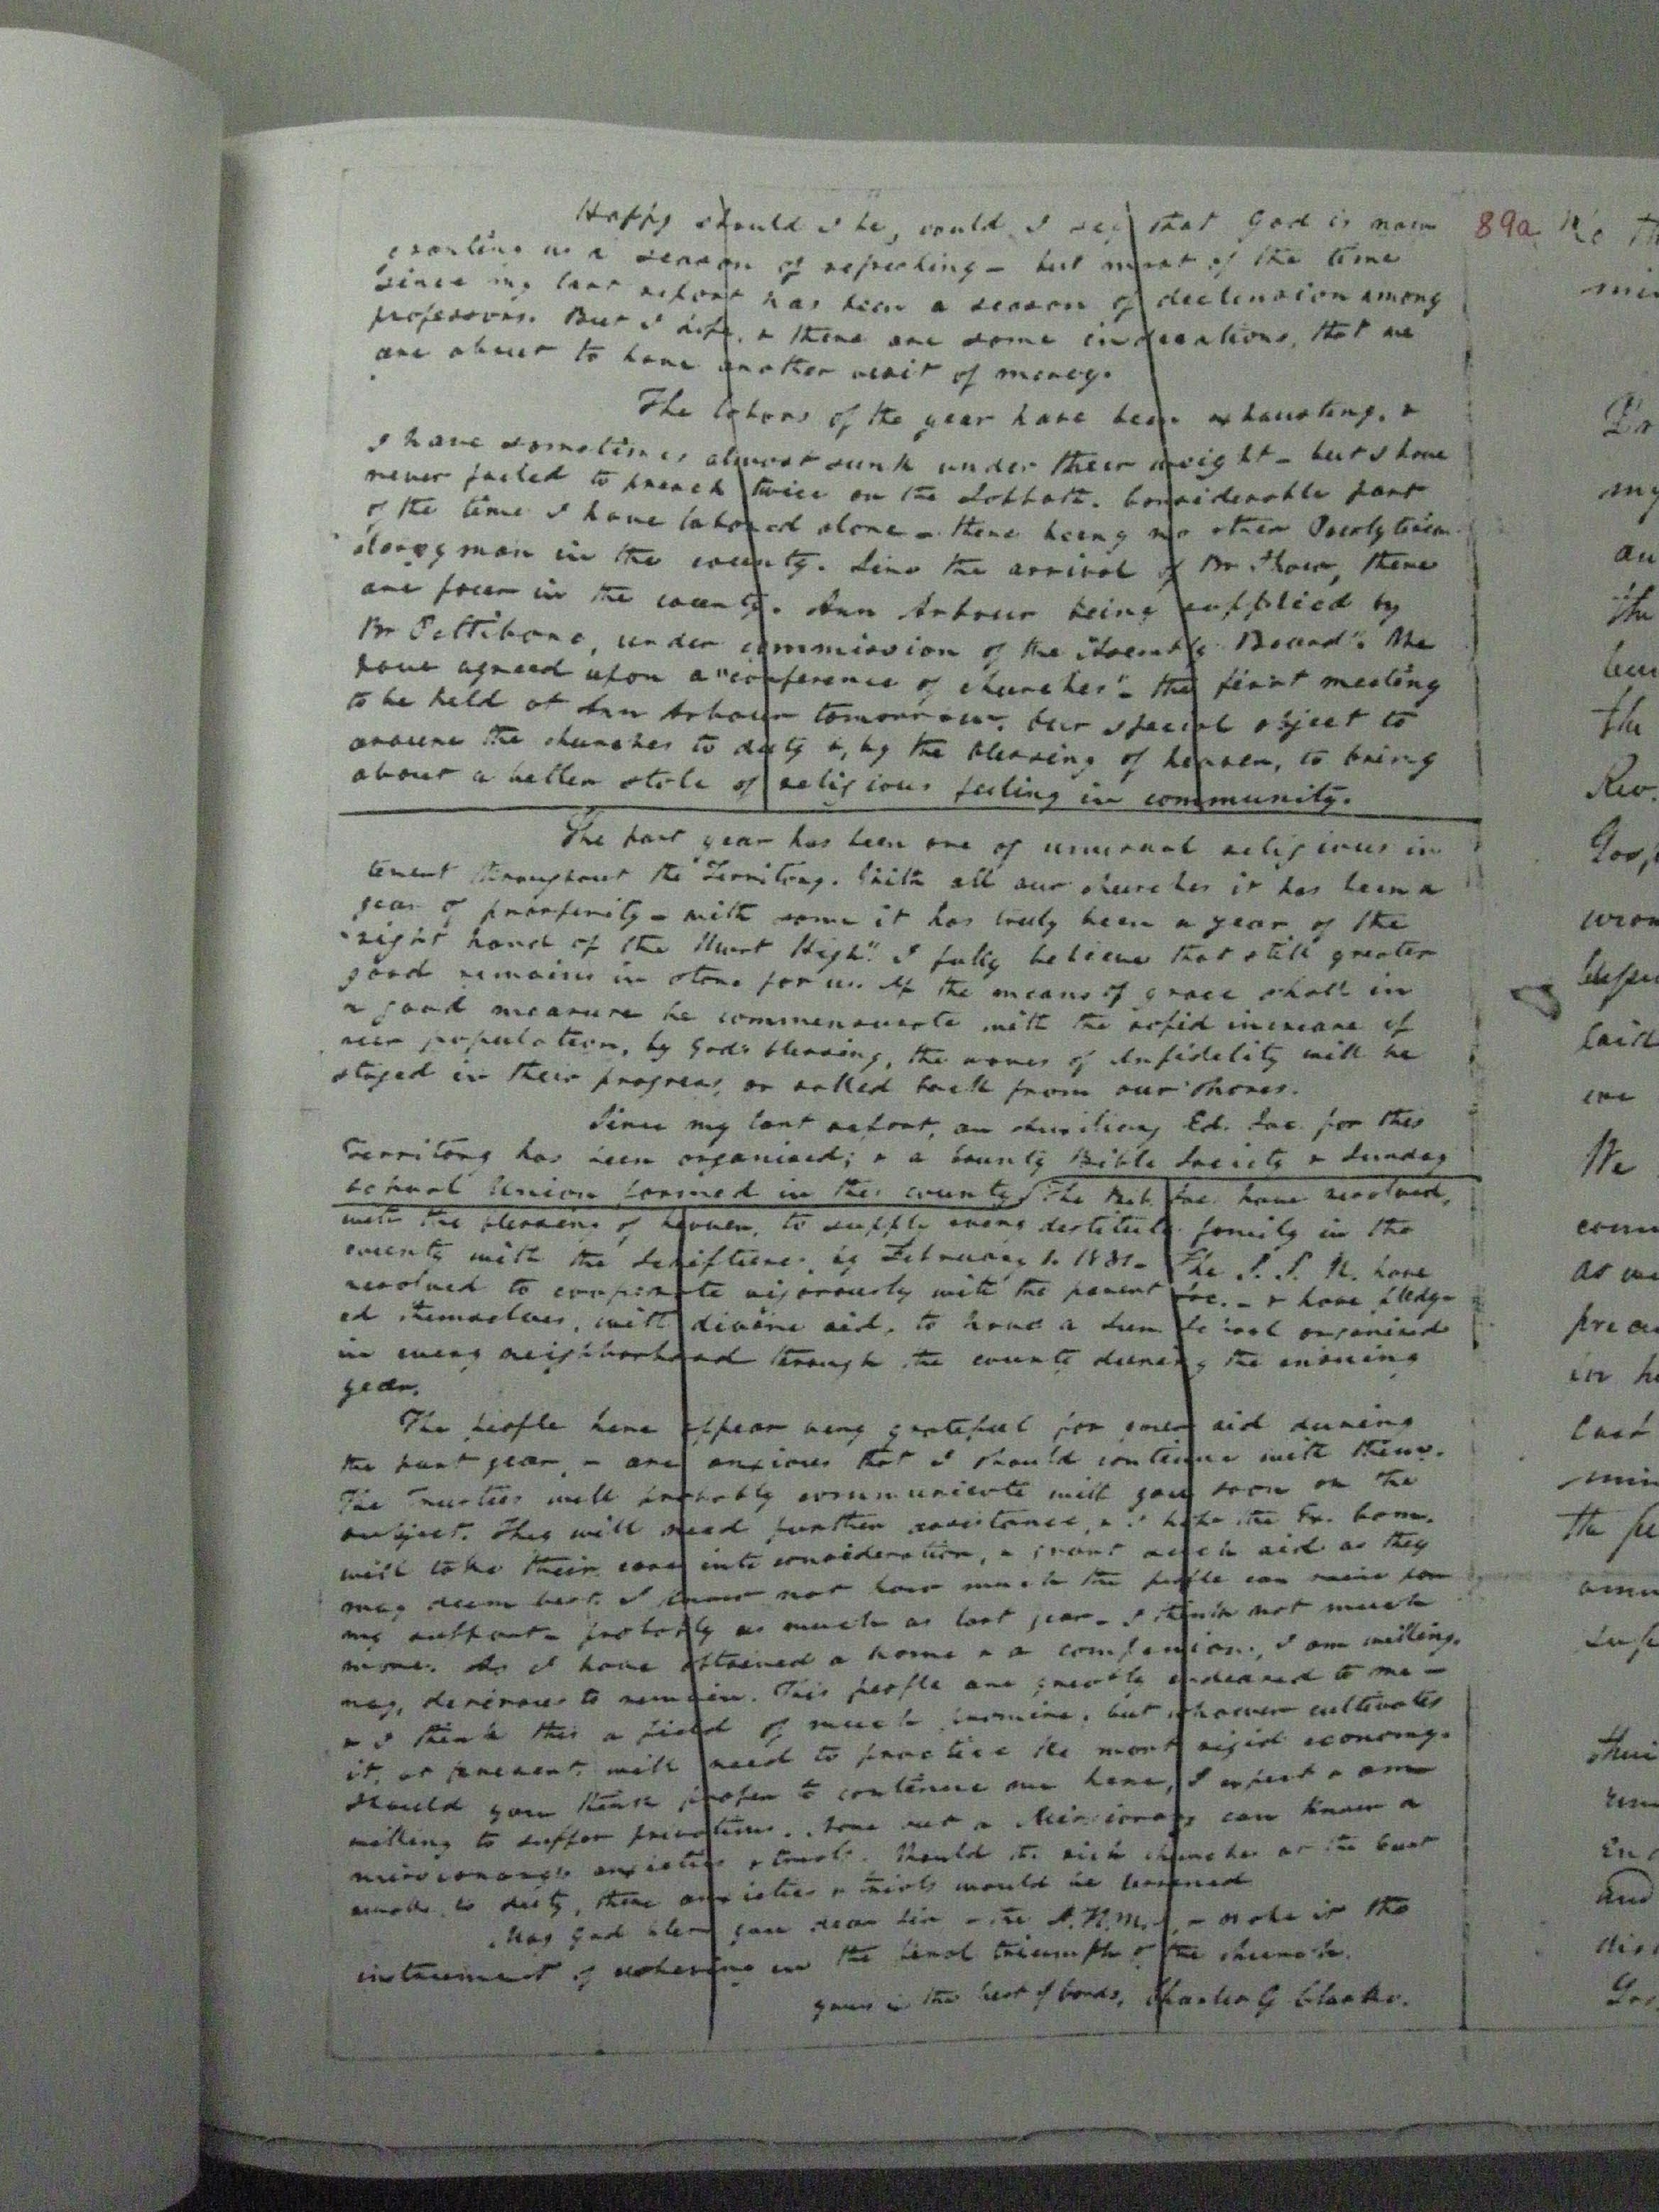 Happy should I be, could I say that God is now
granting us a season of refreshing - but most of the time
since my last report has been a season of declension among
professors. But I hope, & there are some indications, that we
are about to have another visit of mercy.
The labors of the year have been exhausting, &
I have sometimes almost sunk under their weight - but I have
never failed to preach twice on the Sabbath. Considerable part
of the time I have labored alone - there being no other Presbyterian
clergyman in the county. Since the arrival of Br. there
are four in the county. Ann Arbour being supplied by
Br Pettibone, under commission of the Assembly's Board". We
have agreed upon a "conference of churches" - the first meeting
to be held at Ann Arbour tomorrow. Our special object to
arouse the churches to duty &, by the blessing of heaven, to bring
about a better state of religious feeling in community.
The past year has been one of unusual religious in
terest throughout the Territory. With all our churches it has been a
year of prosperity - with some it has truly been a year of the
"right hand of the Most High". I fully believe that still greater
good remains in store for us. If the means of grace shall in
a good measure be commensurate with the rapid increase of
our population, by God's blessing, the waves of Infidelity will be
stayed in their progress, or rolled back from our shores.
Since my last report, an Auxiliary Ed. Soc. for this
Territory has been organised; & a County Bible Society & Sunday
school Union formed in this county. The Bib. Soc. have resolved,
with the blessing of heaven, to supply every destitute family in the
county with the Scriptures by February 1. 1831. The S. S. U. have
resolved to cooperate vigorously with the parent Soc. - & have pledg-
ed themselves, with divine aid, to have a Sun. School organised
in every neighborhood through the county during the ensuing
year.
The people here appear very grateful for your aid during
the past year, - are anxious that I should continue with them.
The Trustees will probably communicate with you soon on the
subject. They will need further assistance, & I hope the Ex. Com.
will take their case into consideration, & grant such aid as they
may deem best. I know not how much the people can raise for
my support - probably as much as last year - I think not much
more. As I have obtained a home & a companion, I am willing,
nay, desirous to remain. This people are greatly endeared to me -
& I think this a field of much promise, but whoever cultivates
it, at present, will need to practice the most rigid economy.
Should you think proper to continue me here, I expect & am
willing to suffer privations. None but a Missionary can know a
missionary's anxieties & trials. Should the rich churches at the East
awake to duty, these anxieties & trials would be lessened
May God bless you dear Sir & the A.H.M.S. & make it the
instrument of ushering in the final triumph of the church.
yours in the best of bonds, Charles G Clarke.
89a
We
my
an
the
Rev.
We
as we
in h
last
and